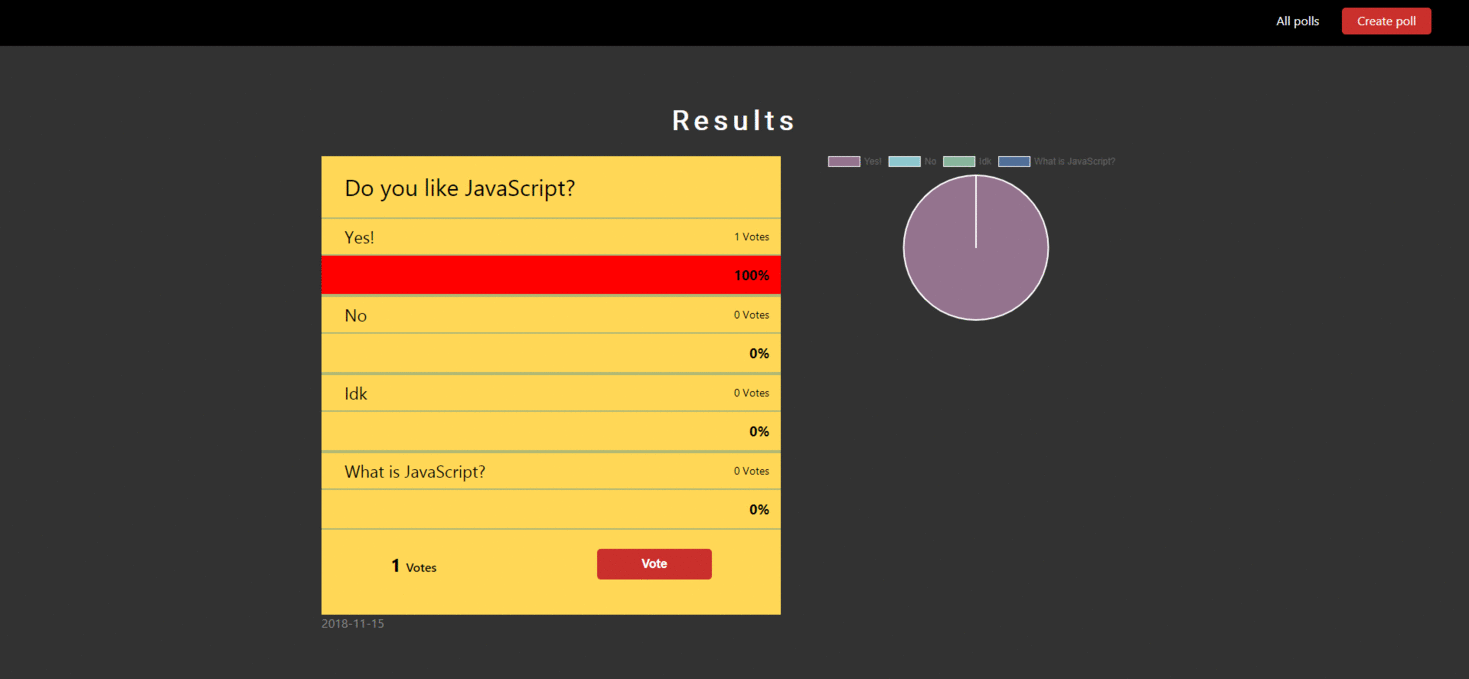 All polls Create poll
Results
Do you like JavaScript?
Yes! 1 Votes
100%
No 0 Votes
0%
Idk 0 Votes
0%
What is JavaScript? 0 Votes
0%
1 Votes Vote
2018-11-15
Yes! No Idk What is JavaScript?